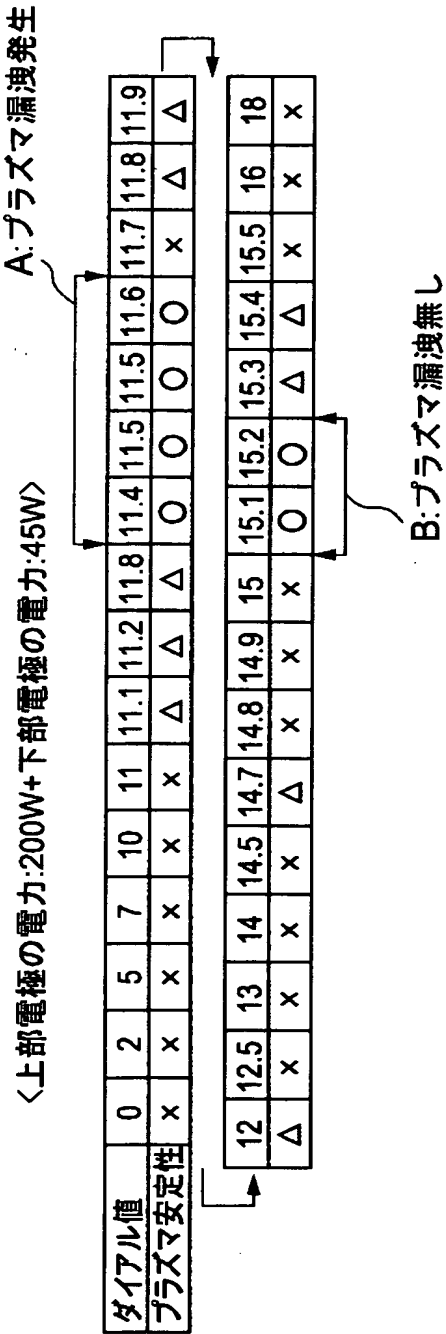 <上部電極の電力:200W+下部電極の電力:45W>
A:プラズマ漏洩発生
ダイアル値 0 2 5 7 10 11 11.1 11.2 11.8 11.4 11.5 11.5 11.6 11.7 11.8 11.9
プラズマ安定性 × × × × × × △ △ △ ○ ○ ○ ○ × △ △
12 12.5 13 14 14.5 14.7 14.8 14.9 15 15.1 15.2 15.3 15.4 15.5 16 18
△ × × × × △ × × × ○ ○ △ △ × × ×
B:プラズマ漏洩無し